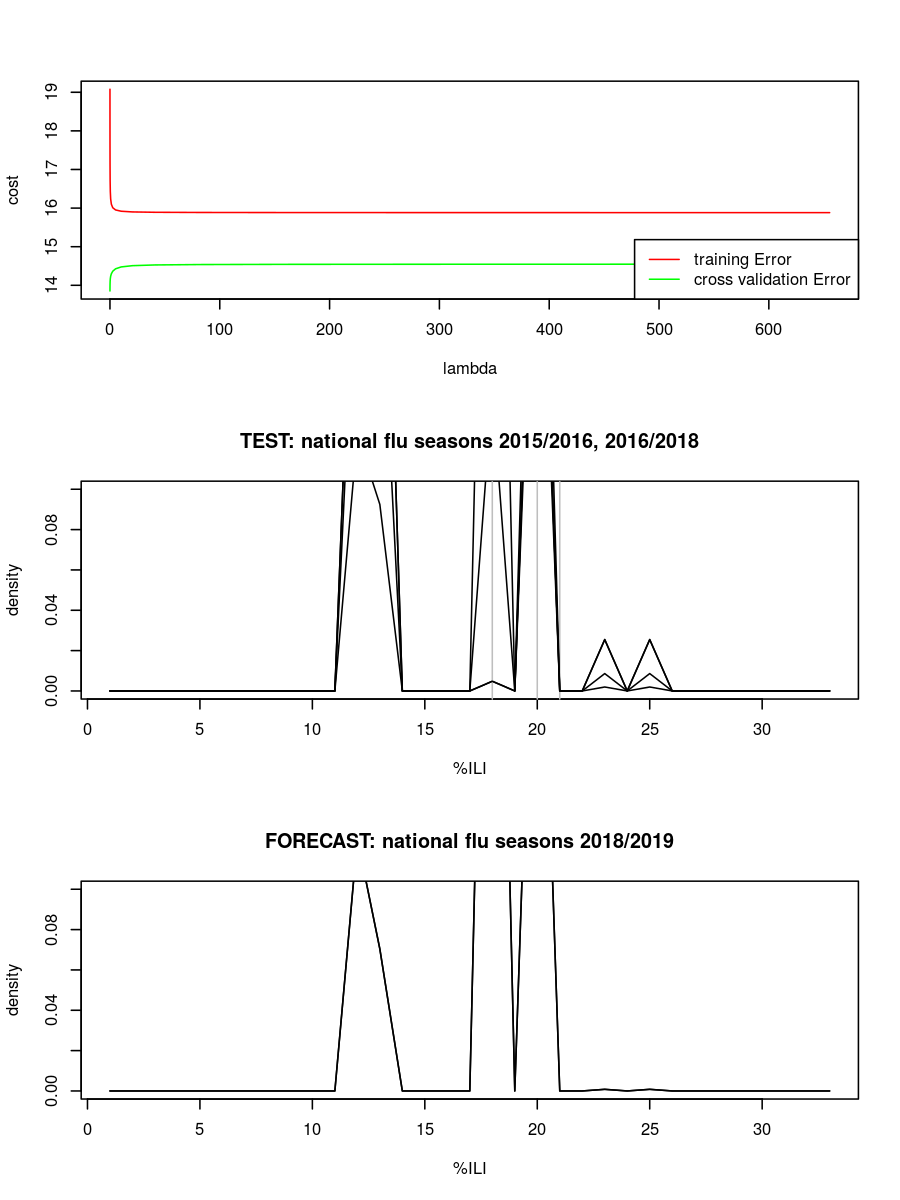 cost
14 15 16 17 18 19
training Error
cross validation Error
0 100 200 300 400 500 600
lambda
TEST: national flu seasons 2015/2016, 2016/2018
density
0.00 0.04 0.08
0 5 10 15 20 25 30
%ILI
FORECAST: national flu seasons 2018/2019
density
0.00 0.04 0.08
0 5 10 15 20 25 30
%ILI